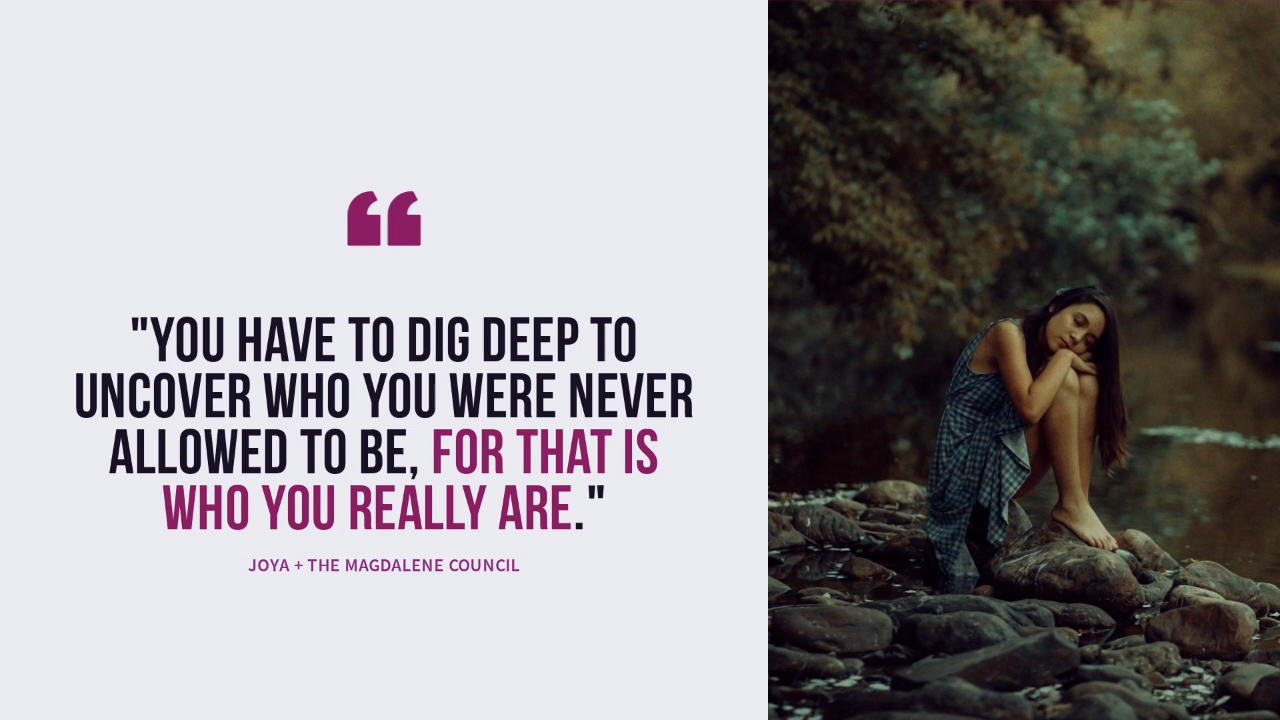 "YOU HAVE TO DIG DEEP TO
UNCOVER WHO YOU WERE NEVER
ALLOWED TO BE, FOR THAT IS
WHO YOU REALLY ARE."
JOYA + THE MAGDALENE COUNCIL